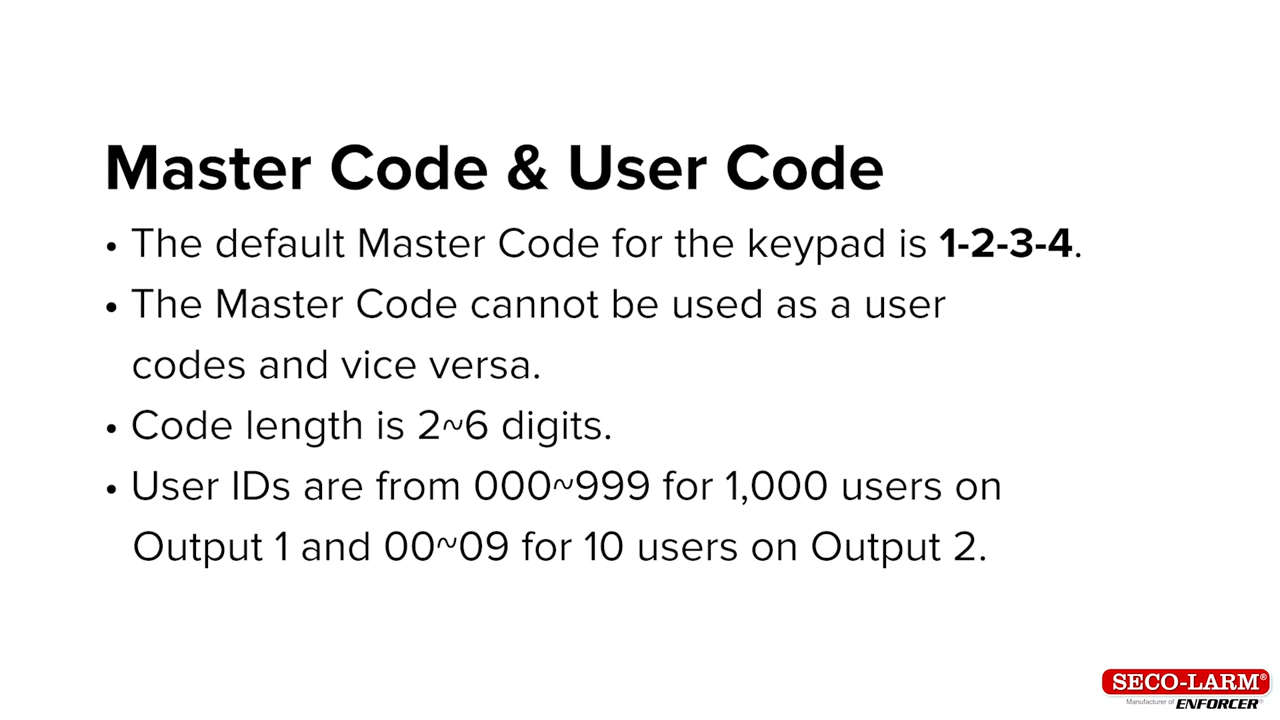 Master Code & User Code
• The default Master Code for the keypad is 1-2-3-4.
• The Master Code cannot be used as a user
codes and vice versa.
• Code length is 2~6 digits.
• User IDs are from 000~999 for 1,000 users on
Output 1 and 00~09 for 10 users on Output 2.
SECO-LARM®
Manufacturer of ENFORCER®